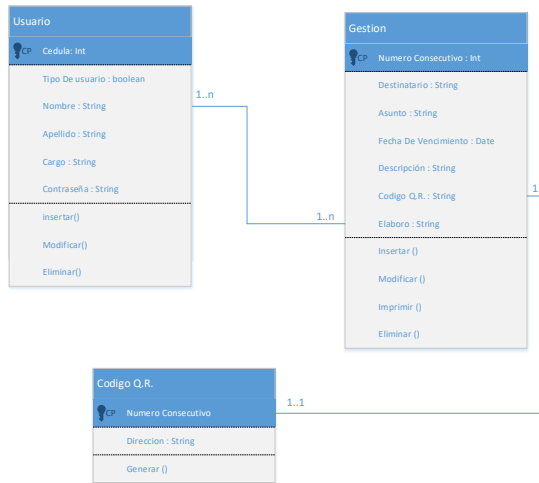 Usuario
CP Cedula: Int
Tipo De usuario : boolean
Nombre : String
Apellido : String
Cargo : String
Contraseña : String
insertar()
Modificar()
Eliminar()
1..n
1..n
Gestion
CP Numero Consecutivo : Int
Destinatario : String
Asunto : String
Fecha De Vencimiento : Date
Descripción : String
Codigo Q.R. : String
Elaboro : String
Insertar ()
Modificar ()
Imprimir ()
Eliminar ()
1
Codigo Q.R.
CP Numero Consecutivo
Direccion : String
Generar ()
1..1